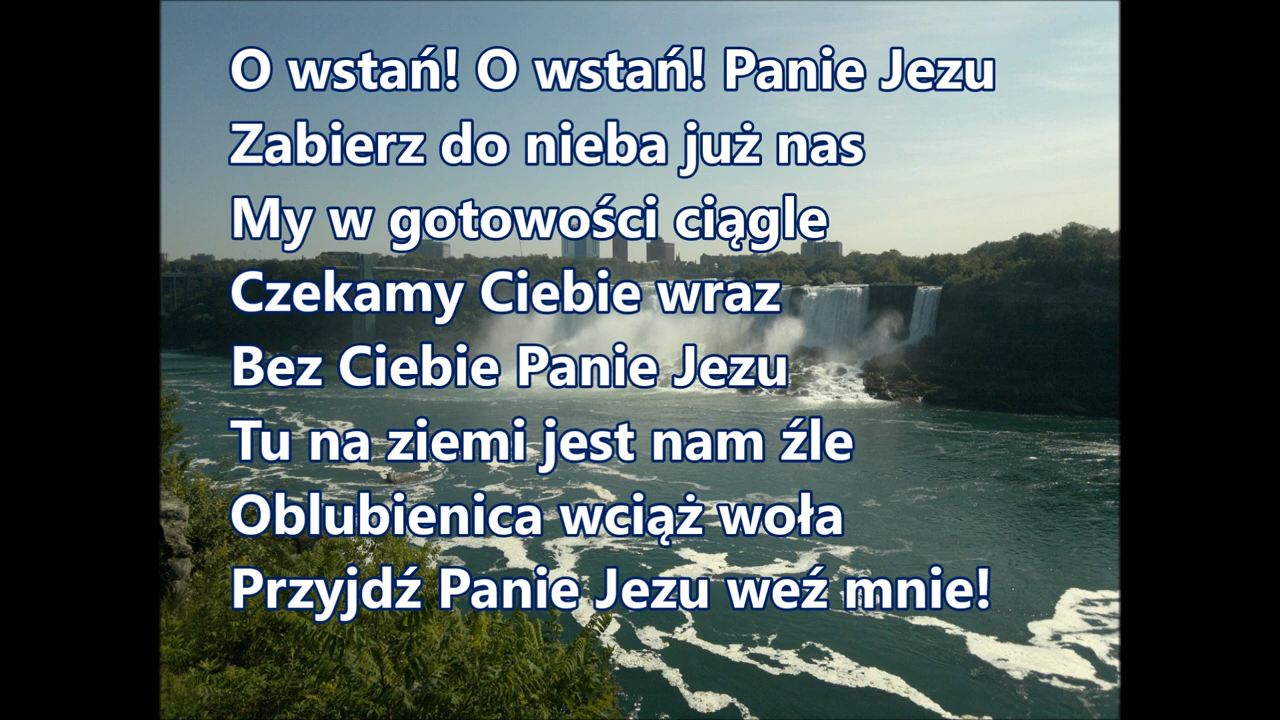 O wstań! O wstań! Panie Jezu
Zabierz do nieba już nas
My w gotowości ciągle
Czekamy Ciebie wraz
Bez Ciebie Panie Jezu
Tu na ziemi jest nam źle
Oblubienica wciąż woła
Przyjdź Panie Jezu weź mnie!